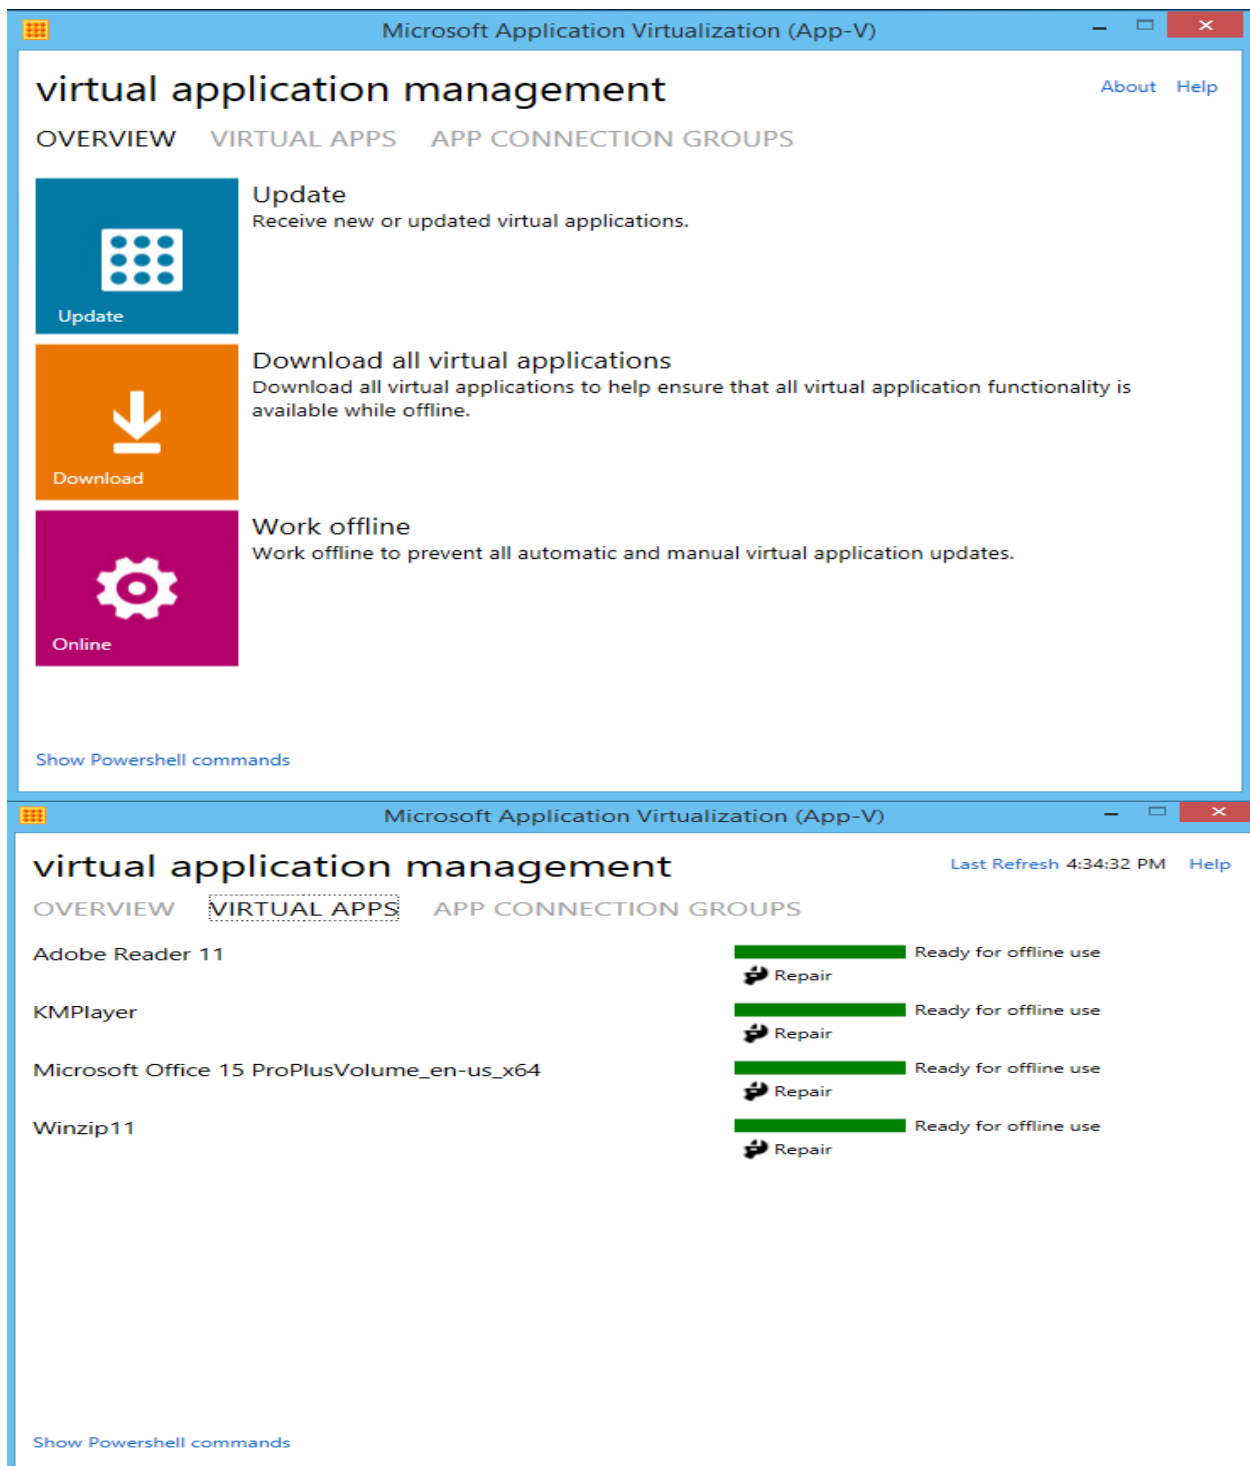 Microsoft Application Virtualization (App-V)
virtual application management
About Help
OVERVIEW VIRTUAL APPS APP CONNECTION GROUPS
Update
Receive new or updated virtual applications.
Update
Download all virtual applications
Download all virtual applications to help ensure that all virtual application functionality is
available while offline.
Download
Work offline
Work offline to prevent all automatic and manual virtual application updates.
Online
Show Powershell commands
Microsoft Application Virtualization (App-V)
virtual application management
Last Refresh 4:34:32 PM Help
OVERVIEW VIRTUAL APPS APP CONNECTION GROUPS
Adobe Reader 11 Ready for offline use
Repair
KMPlayer Ready for offline use
Repair
Microsoft Office 15 ProPlusVolume_en-us_x64 Ready for offline use
Repair
Winzip11 Ready for offline use
Repair
Show Powershell commands